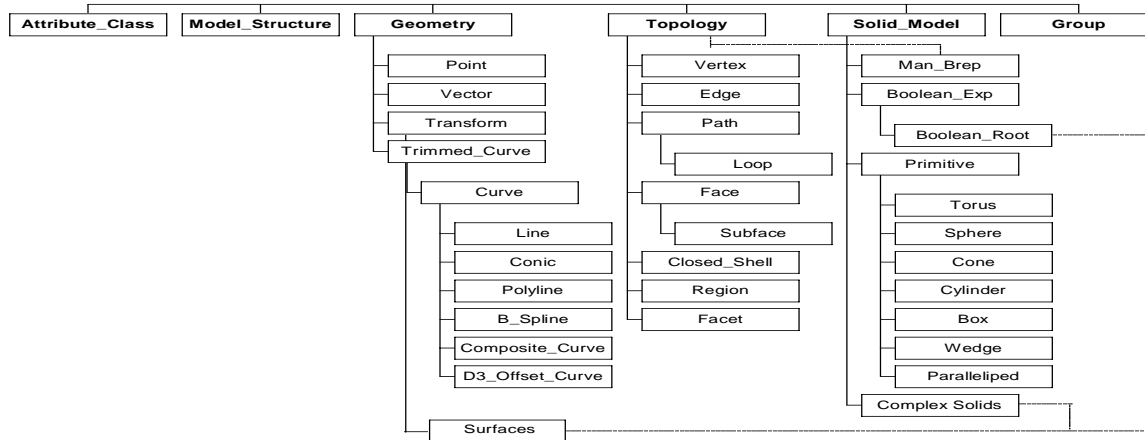 Attribute_Class
Model_Structure
Geometry
Topology
Solid_Model
Group
Point
Vector
Transform
Trimmed_Curve
Curve
Line
Conic
Polyline
B_Spline
Composite_Curve
D3_Offset_Curve
Surfaces
Vertex
Edge
Path
Loop
Face
Subface
Closed_Shell
Region
Facet
Man_Brep
Boolean_Exp
Boolean_Root
Primitive
Torus
Sphere
Cone
Cylinder
Box
Wedge
Paralleliped
Complex Solids